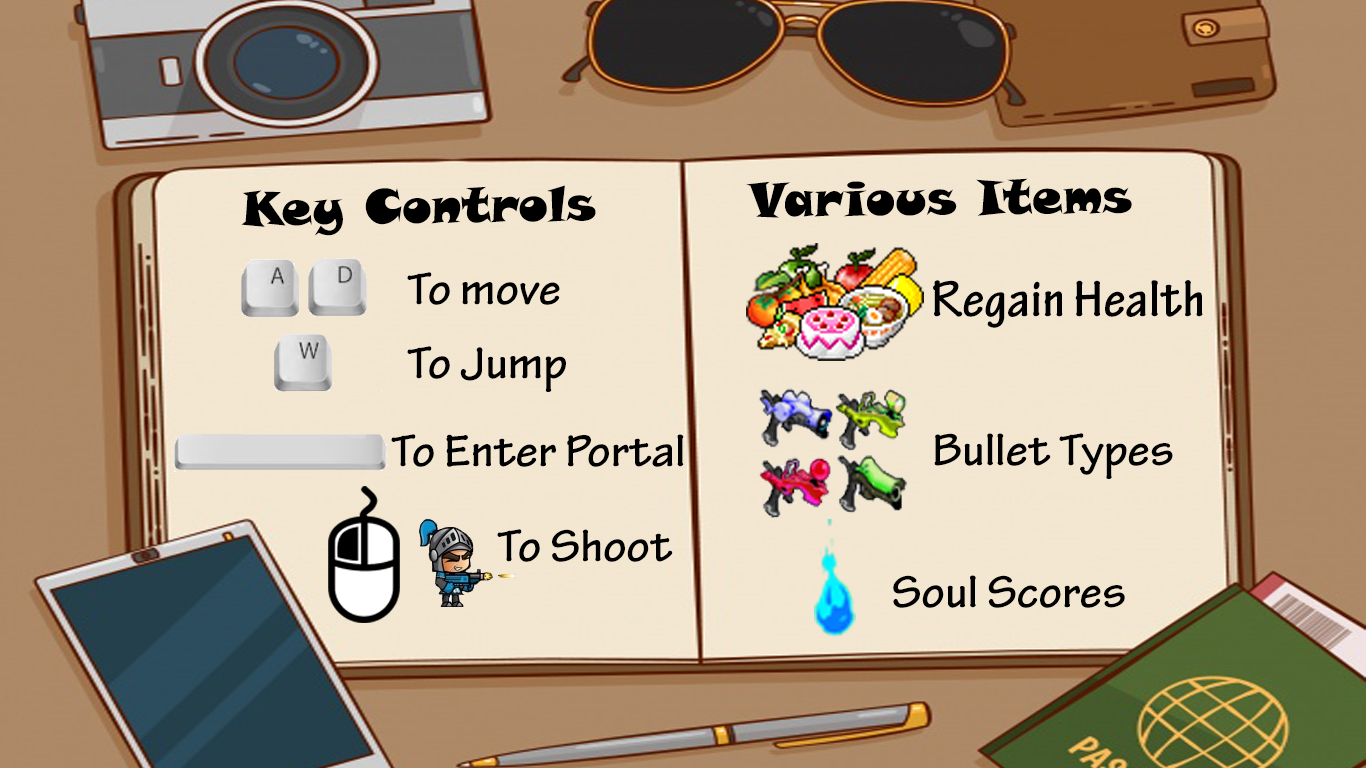 Key Controls
A D To move
W To Jump
To Enter Portal
To Shoot
Various Items
Regain Health
Bullet Types
Soul Scores
PAS